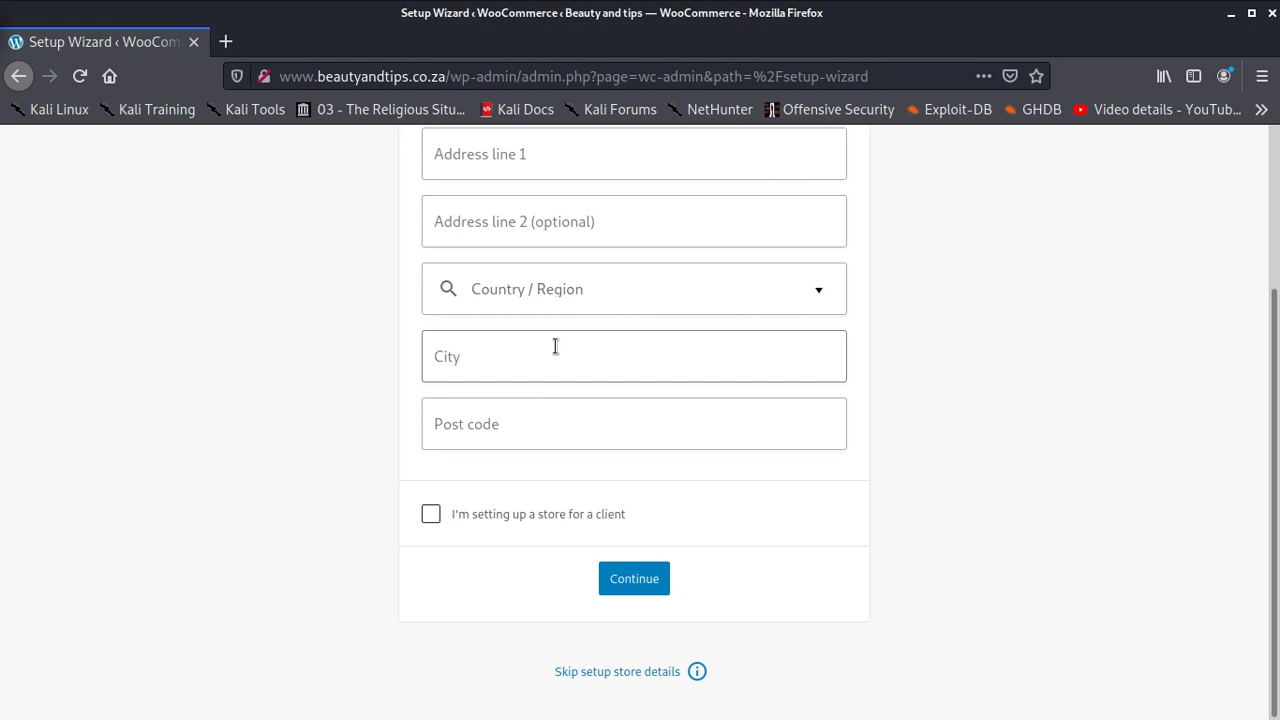 Setup Wizard ‹ WooCommerce ‹ Beauty and tips — WooCommerce - Mozilla Firefox
Setup Wizard ‹ WooCom
www.beautyandtips.co.za/wp-admin/admin.php?page=wc-admin&path=%2Fsetup-wizard
Kali Linux Kali Training Kali Tools 03 - The Religious Situ... Kali Docs Kali Forums NetHunter Offensive Security Exploit-DB GHDB Video details - YouTub...
Address line 1
Address line 2 (optional)
Country / Region
City
Post code
I'm setting up a store for a client
Continue
Skip setup store details